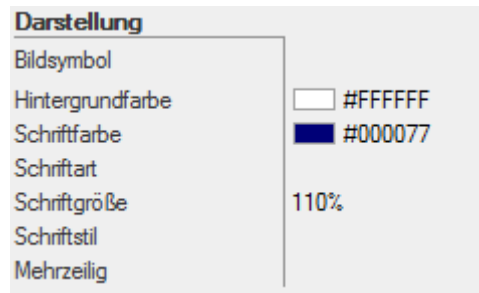 Darstellung
Bildsymbol
Hintergrundfarbe #FFFFFF
Schriftfarbe #000077
Schriftart
Schriftgröße 110%
Schriftstil
Mehrzeilig